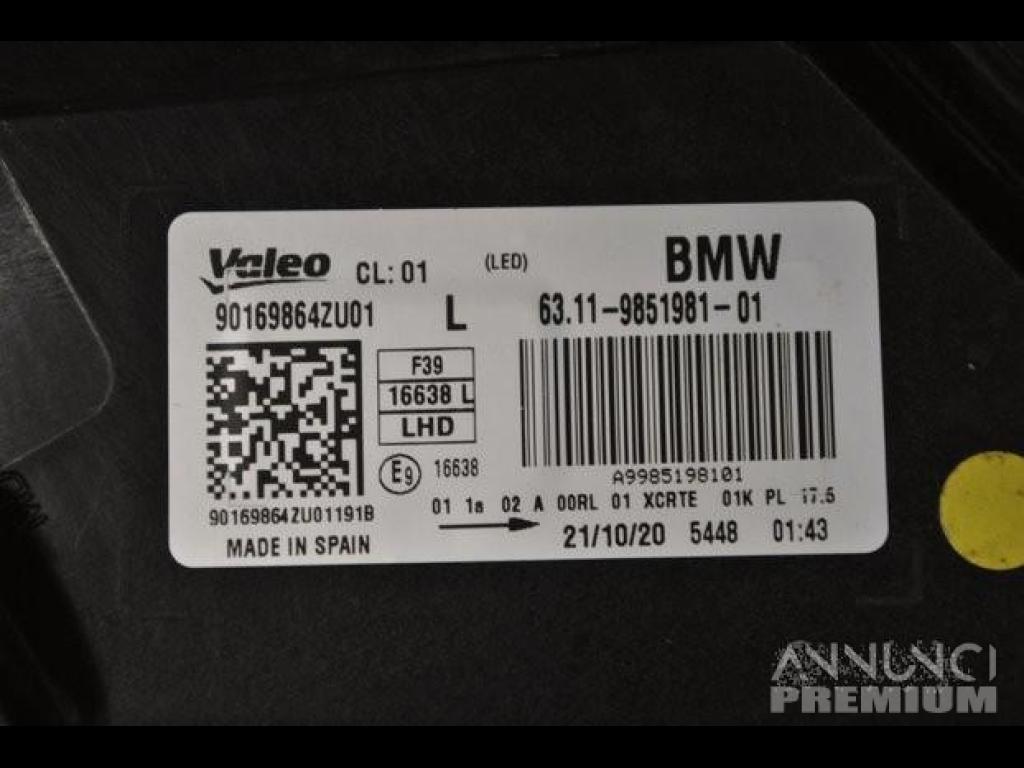 Valeo CL: 01 (LED) BMW
90169864ZU01 L 63.11-9851981-01
F39
16638 L
LHD
E9 16638
A9985198101
90169864ZU01191B
01 1a 02 A 00RL 01 XCRTE 01K PL 17.5
MADE IN SPAIN
21/10/20 5448 01:43
ANNUNCI
PREMIUM